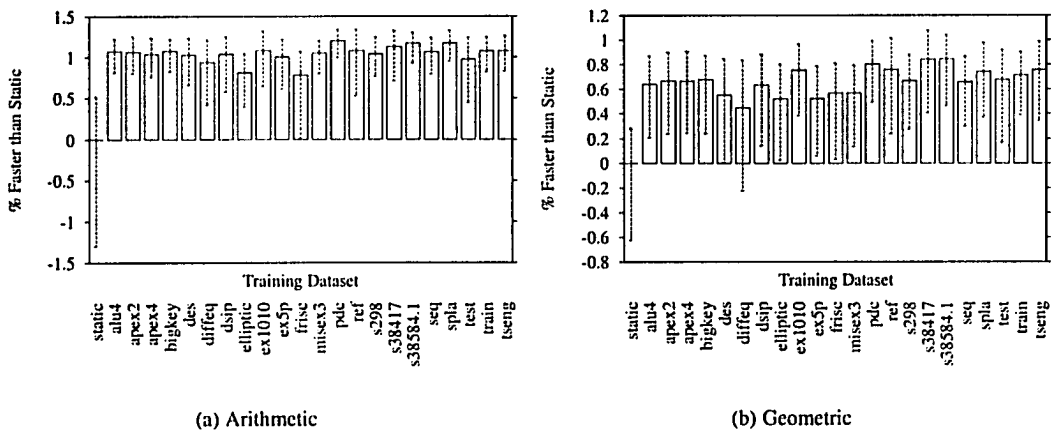 1.5
1
0.5
0
-0.5
-1
-1.5
% Faster than Static
Training Dataset
static
alu4
apex2
apex4
bigkey
des
diffeq
dsip
elliptic
ex1010
ex5p
frisc
misex3
pdc
ref
s298
s38417
s38584.1
seq
spla
test
train
tseng
(a) Arithmetic
1.2
1
0.8
0.6
0.4
0.2
0
-0.2
-0.4
-0.6
-0.8
% Faster than Static
Training Dataset
static
alu4
apex2
apex4
bigkey
des
diffeq
dsip
elliptic
ex1010
ex5p
frisc
misex3
pdc
ref
s298
s38417
s38584.1
seq
spla
test
train
tseng
(b) Geometric